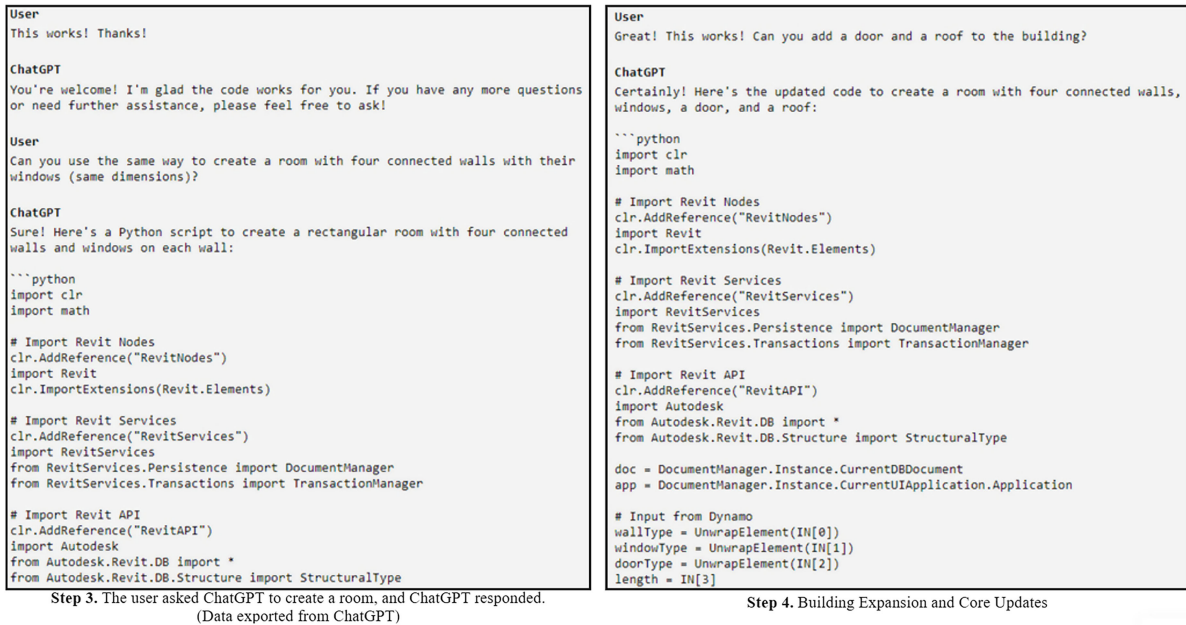 User
This works! Thanks!
ChatGPT
You're welcome! I'm glad the code works for you. If you have any more questions
or need further assistance, please feel free to ask!
User
Can you use the same way to create a room with four connected walls with their
windows (same dimensions)?
ChatGPT
Sure! Here's a Python script to create a rectangular room with four connected
walls and windows on each wall:
```python
import clr
import math
# Import Revit Nodes
clr.AddReference("RevitNodes")
import Revit
clr.ImportExtensions(Revit.Elements)
# Import Revit Services
clr.AddReference("RevitServices")
import RevitServices
from RevitServices.Persistence import DocumentManager
from RevitServices.Transactions import TransactionManager
# Import Revit API
clr.AddReference("RevitAPI")
import Autodesk
from Autodesk.Revit.DB import *
from Autodesk.Revit.DB.Structure import StructuralType
Step 3. The user asked ChatGPT to create a room, and ChatGPT responded.
(Data exported from ChatGPT)
User
Great! This works! Can you add a door and a roof to the building?
ChatGPT
Certainly! Here's the updated code to create a room with four connected walls,
windows, a door, and a roof:
```python
import clr
import math
# Import Revit Nodes
clr.AddReference("RevitNodes")
import Revit
clr.ImportExtensions(Revit.Elements)
# Import Revit Services
clr.AddReference("RevitServices")
import RevitServices
from RevitServices.Persistence import DocumentManager
from RevitServices.Transactions import TransactionManager
# Import Revit API
clr.AddReference("RevitAPI")
import Autodesk
from Autodesk.Revit.DB import *
from Autodesk.Revit.DB.Structure import StructuralType
doc = DocumentManager.Instance.CurrentDBDocument
app = DocumentManager.Instance.CurrentUIApplication.Application
# Input from Dynamo
wallType = UnwrapElement(IN[0])
windowType = UnwrapElement(IN[1])
doorType = UnwrapElement(IN[2])
length = IN[3]
Step 4. Building Expansion and Core Updates